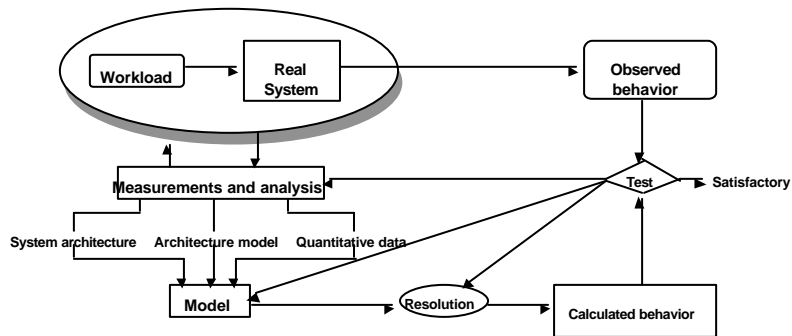 Workload
Real
System
Observed
behavior
Measurements and analysis
Test
Satisfactory
System architecture
Architecture model
Quantitative data
Model
Resolution
Calculated behavior